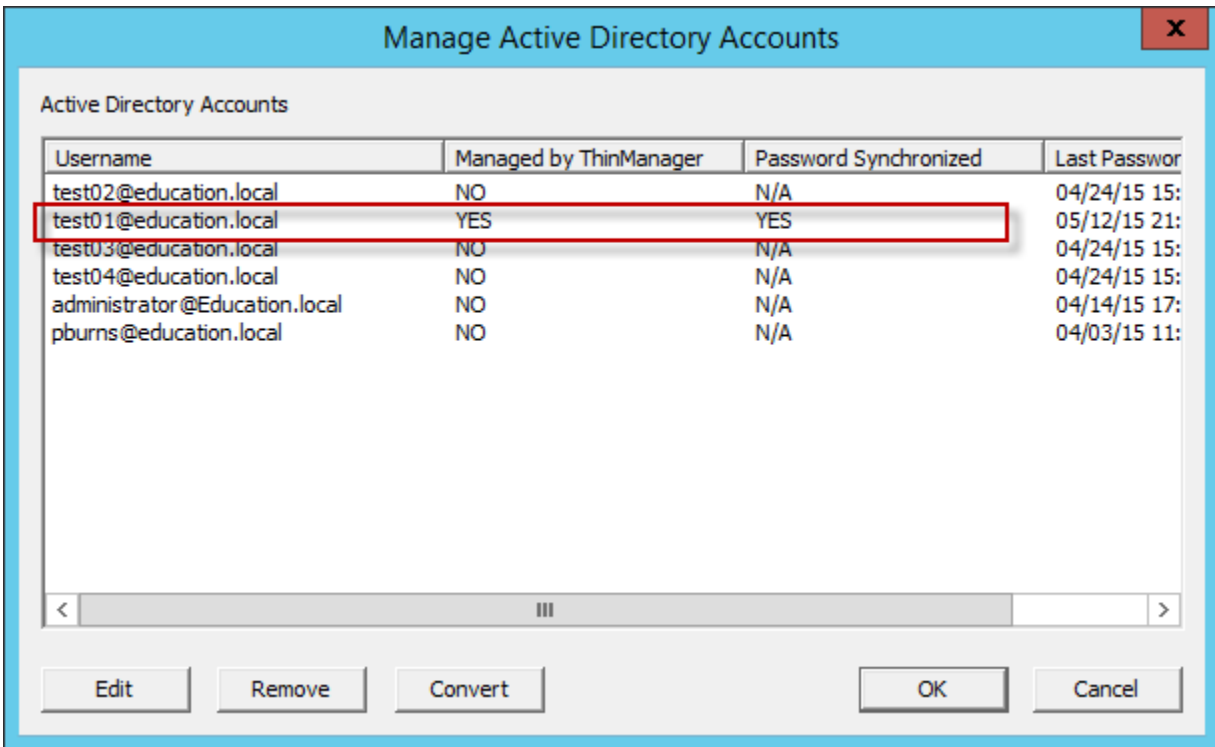 Manage Active Directory Accounts
x
Active Directory Accounts
Username Managed by ThinManager Password Synchronized Last Passwor
test02@education.local NO N/A 04/24/15 15:
test01@education.local YES YES 05/12/15 21:
test03@education.local NO N/A 04/24/15 15:
test04@education.local NO N/A 04/24/15 15:
administrator@Education.local NO N/A 04/14/15 17:
pburns@education.local NO N/A 04/03/15 11:
Edit Remove Convert OK Cancel